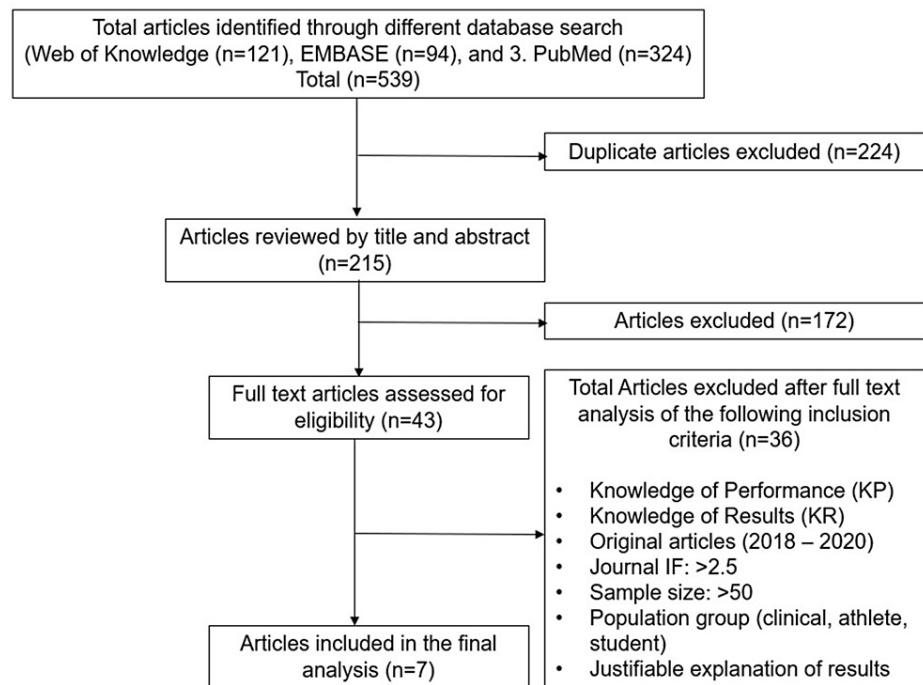 Total articles identified through different database search
(Web of Knowledge (n=121), EMBASE (n=94), and 3. PubMed (n=324)
Total (n=539)
Duplicate articles excluded (n=224)
Articles reviewed by title and abstract
(n=215)
Articles excluded (n=172)
Full text articles assessed for
eligibility (n=43)
Total Articles excluded after full text
analysis of the following inclusion
criteria (n=36)
• Knowledge of Performance (KP)
• Knowledge of Results (KR)
• Original articles (2018 – 2020)
• Journal IF: >2.5
• Sample size: >50
• Population group (clinical, athlete,
student)
• Justifiable explanation of results
Articles included in the final
analysis (n=7)